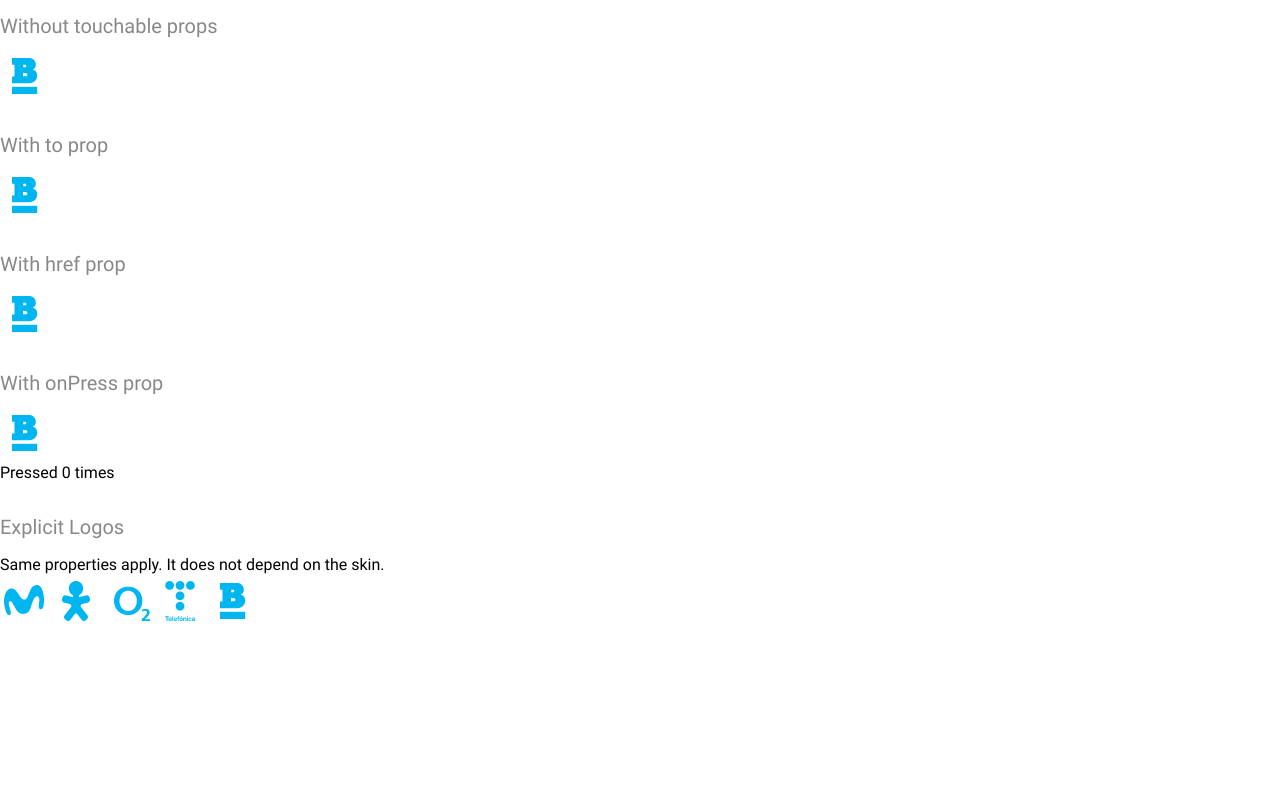 Without touchable props
B
With to prop
B
With href prop
B
With onPress prop
B
Pressed 0 times
Explicit Logos
Same properties apply. It does not depend on the skin.
O2 Telefónica B